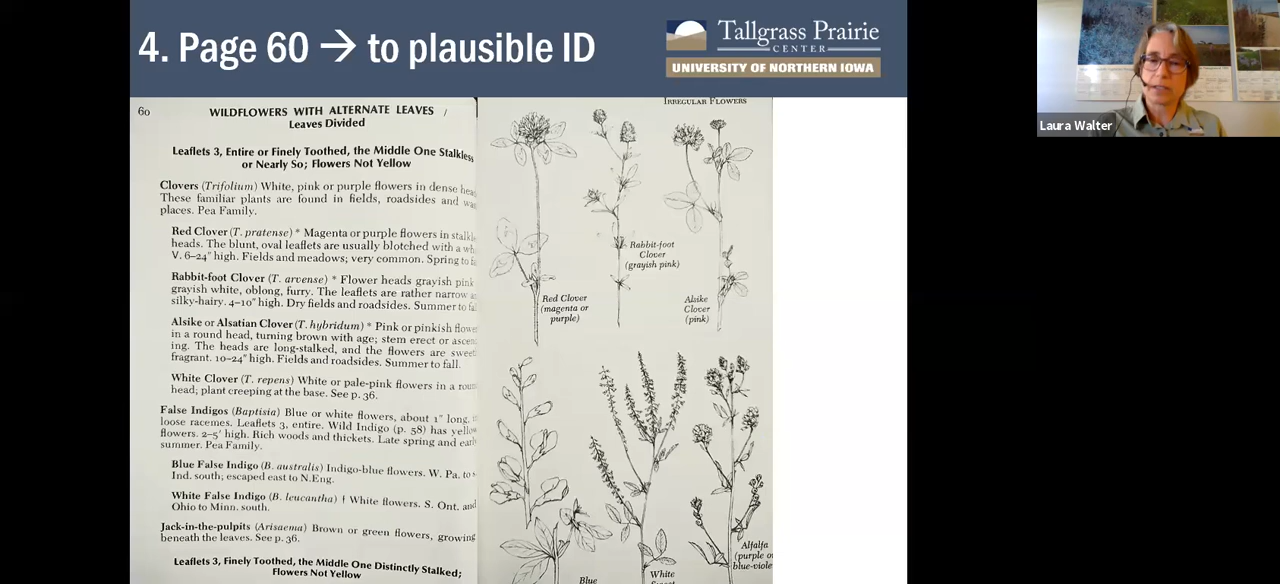 4. Page 60 → to plausible ID
Tallgrass Prairie
CENTER
UNIVERSITY OF NORTHERN IOWA
Laura Walter
60
WILDFLOWERS WITH ALTERNATE LEAVES /
Leaves Divided
Leaflets 3, Entire or Finely Toothed, the Middle One Stalkless
or Nearly So; Flowers Not Yellow
Clovers (Trifolium) White, pink or purple flowers in dense
These familiar plants are found in fields, roadsides and
places. Pea Family.
Red Clover (T. pratense) * Magenta or purple flowers in
heads. The blunt, oval leaflets are usually blotched with a
V. 6–24" high. Fields and meadows; very common. Spring to
Rabbit-foot Clover (T. arvense) * Flower heads grayish pink
grayish white, oblong, furry. The leaflets are rather narrow
silky-hairy. 4–10" high. Dry fields and roadsides. Summer to
Alsike or Alsatian Clover (T. hybridum) * Pink or pinkish
in a round head, turning brown with age; stem erect or
ing. The heads are long-stalked, and the flowers are
fragrant. 10–24" high. Fields and roadsides. Summer to fall.
White Clover (T. repens) White or pale-pink flowers in a
head; plant creeping at the base. See p. 36.
False Indigos (Baptisia) Blue or white flowers, about 1" long,
loose racemes. Leaflets 3, entire. Wild Indigo (p. 58) has
flowers. 2–5' high. Rich woods and thickets. Late spring and
summer. Pea Family.
Blue False Indigo (B. australis) Indigo-blue flowers. W. Pa. to
Ind. south; escaped east to N.Eng.
White False Indigo (B. leucantha) † White flowers. S. Ont. and
Ohio to Minn. south.
Jack-in-the-pulpits (Arisaema) Brown or green flowers, growing
beneath the leaves. See p. 36.
Leaflets 3, Finely Toothed, the Middle One Distinctly Stalked;
Flowers Not Yellow
IRREGULAR FLOWERS
Rabbit-foot
Clover
(grayish pink)
Red Clover
(magenta or
purple)
Alsike
Clover
(pink)
Alfalfa
(purple or
blue-violet
Blue
White